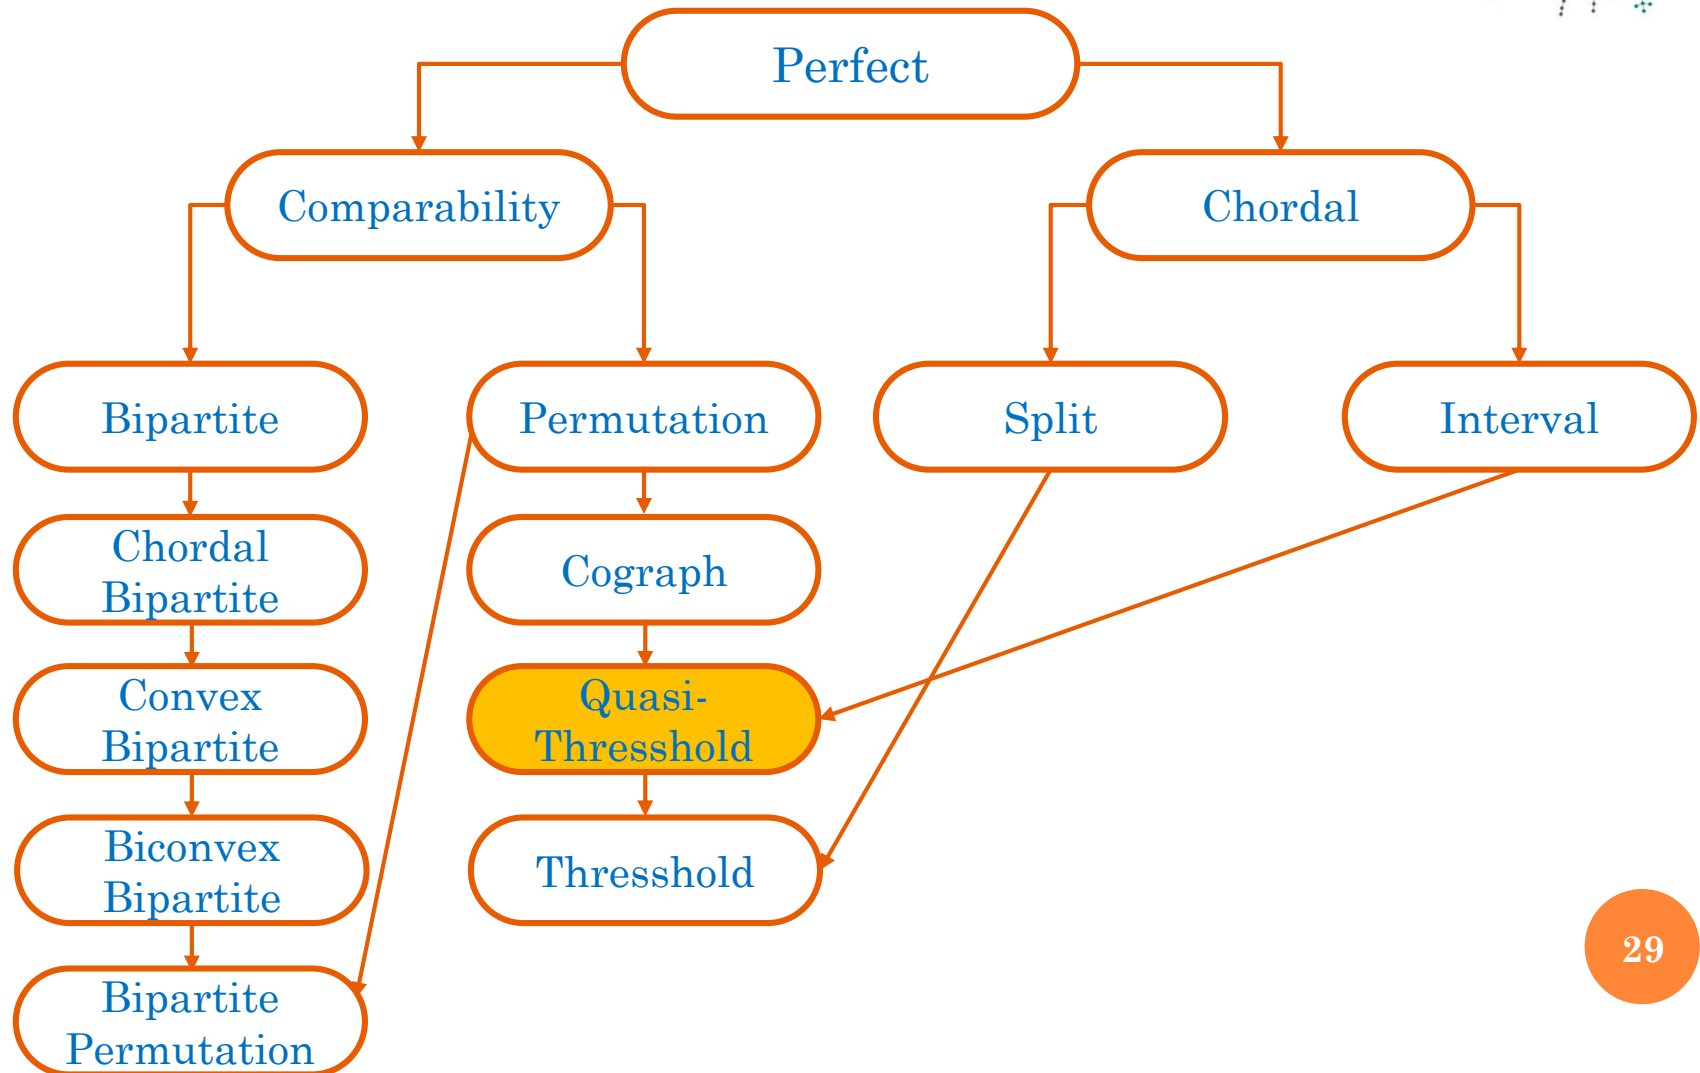 Perfect
Comparability
Chordal
Bipartite
Permutation
Split
Interval
Chordal
Bipartite
Cograph
Convex
Bipartite
Quasi-
Thresshold
Biconvex
Bipartite
Thresshold
29
Bipartite
Permutation